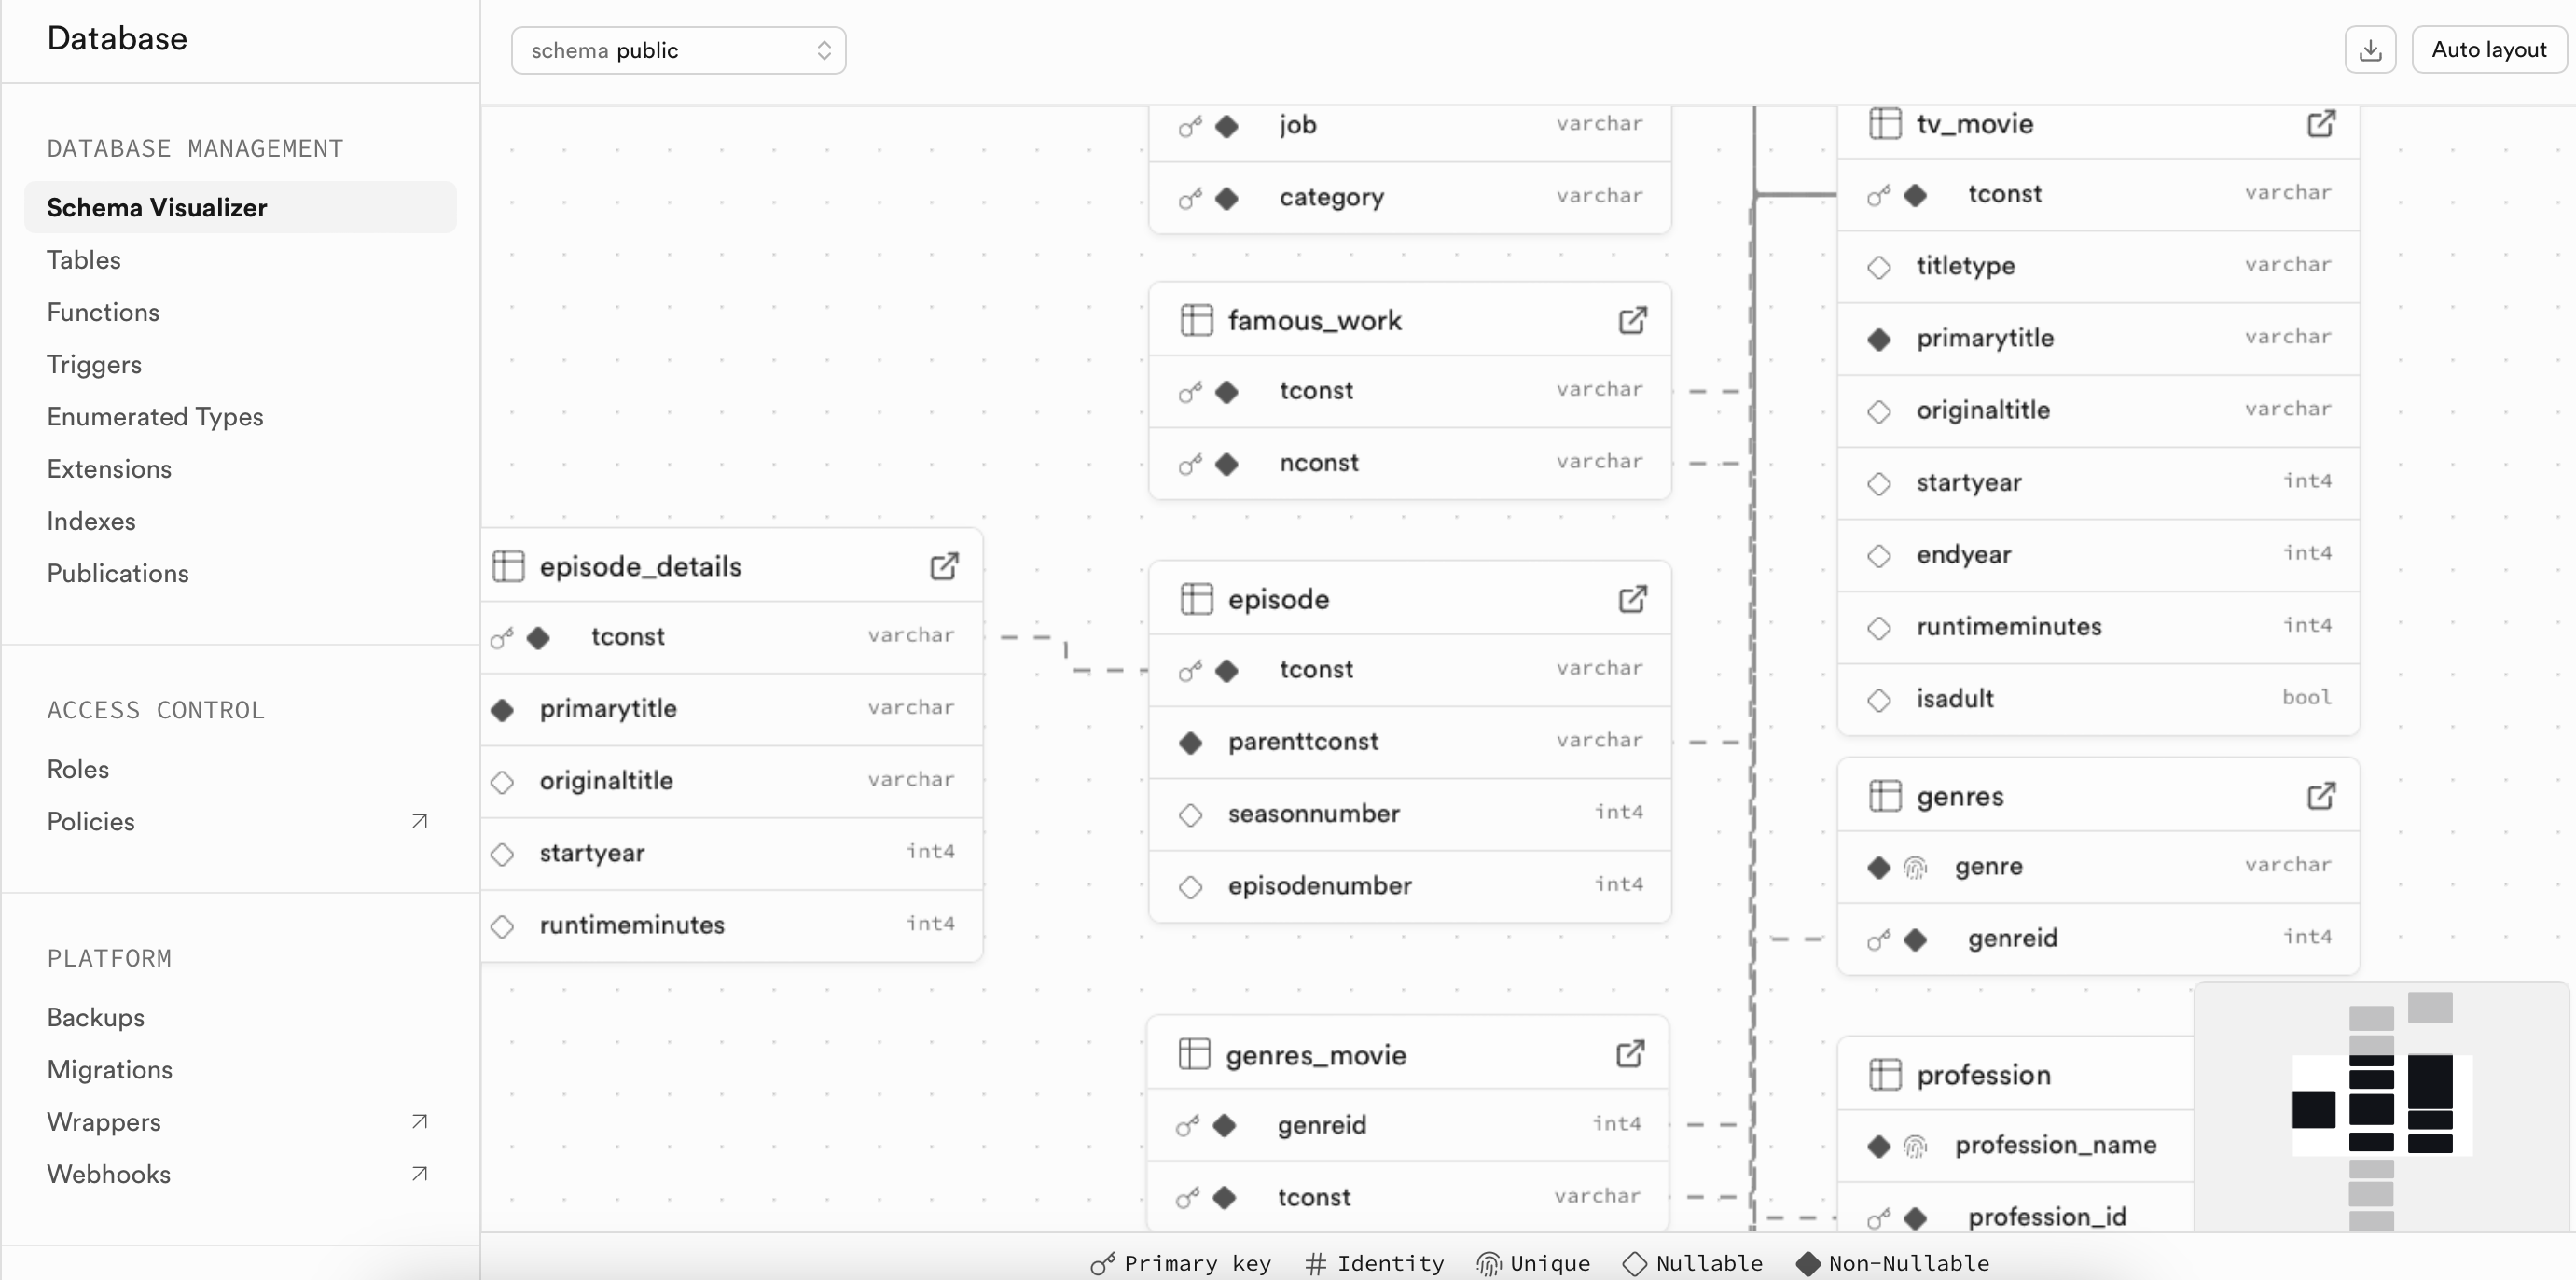 Database
DATABASE MANAGEMENT
Schema Visualizer
Tables
Functions
Triggers
Enumerated Types
Extensions
Indexes
Publications
ACCESS CONTROL
Roles
Policies
PLATFORM
Backups
Migrations
Wrappers
Webhooks
schema public
Auto layout
job varchar
category varchar
famous_work
tconst varchar
nconst varchar
episode_details
tconst varchar
primarytitle varchar
originaltitle varchar
startyear int4
runtimeminutes int4
episode
tconst varchar
parenttconst varchar
seasonnumber int4
episodenumber int4
genres_movie
genreid int4
tconst varchar
tv_movie
tconst varchar
titletype varchar
primarytitle varchar
originaltitle varchar
startyear int4
endyear int4
runtimeminutes int4
isadult bool
genres
genre varchar
genreid int4
profession
profession_name
profession_id
Primary key # Identity Unique Nullable Non-Nullable